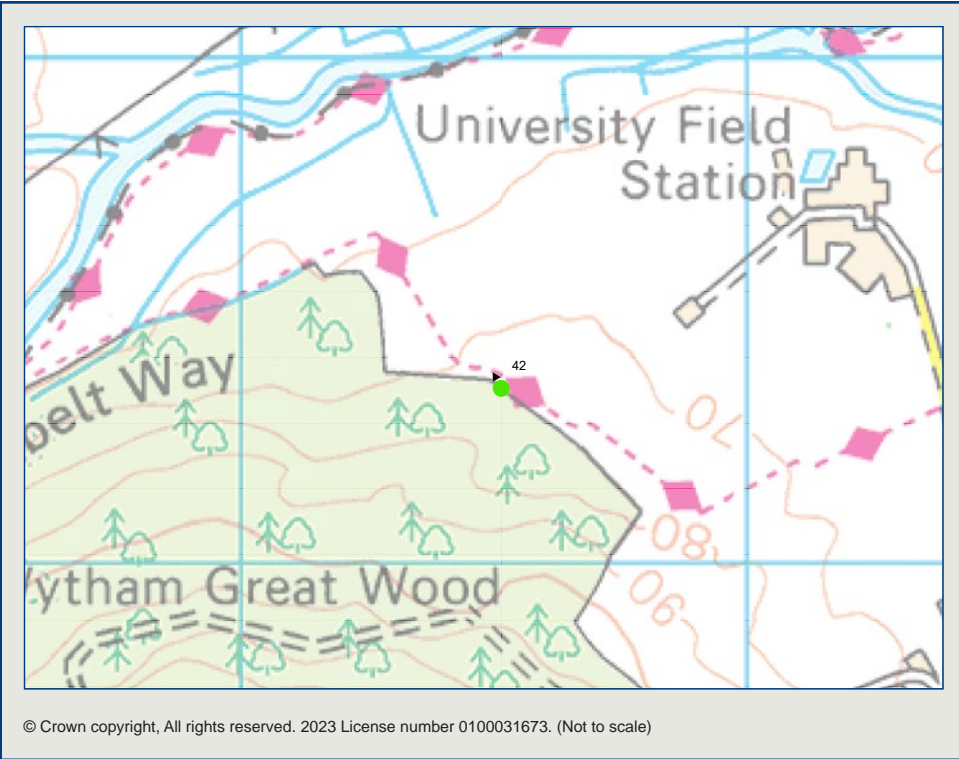 University Field
Station
42
belt Way
70
80
90
ytham Great Wood
© Crown copyright, All rights reserved. 2023 License number 0100031673. (Not to scale)